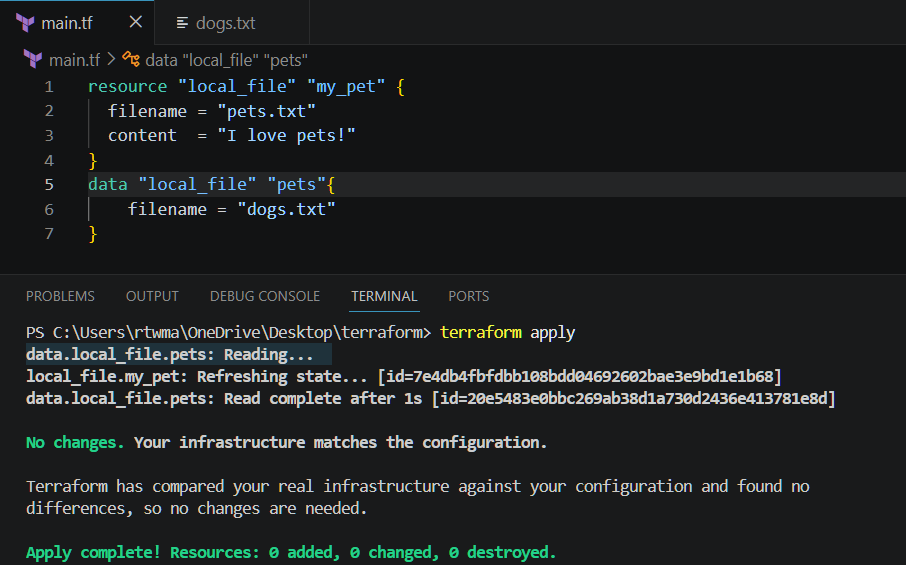 main.tf dogs.txt
main.tf > data "local_file" "pets"
1 resource "local_file" "my_pet" {
2 filename = "pets.txt"
3 content  = "I love pets!"
4 }
5 data "local_file" "pets"{
6 filename = "dogs.txt"
7 }
PROBLEMS OUTPUT DEBUG CONSOLE TERMINAL PORTS
PS C:\Users\rtwma\OneDrive\Desktop\terraform> terraform apply
data.local_file.pets: Reading...
local_file.my_pet: Refreshing state... [id=7e4db4fbfdbb108bdd04692602bae3e9bd1e1b68]
data.local_file.pets: Read complete after 1s [id=20e5483e0bbc269ab38d1a730d2436e413781e8d]
No changes. Your infrastructure matches the configuration.
Terraform has compared your real infrastructure against your configuration and found no
differences, so no changes are needed.
Apply complete! Resources: 0 added, 0 changed, 0 destroyed.